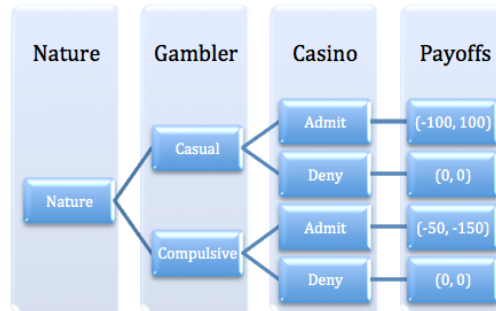 Nature Gambler Casino Payoffs
Admit (-100, 100)
Casual
Deny (0, 0)
Nature
Admit (-50, -150)
Compulsive
Deny (0, 0)